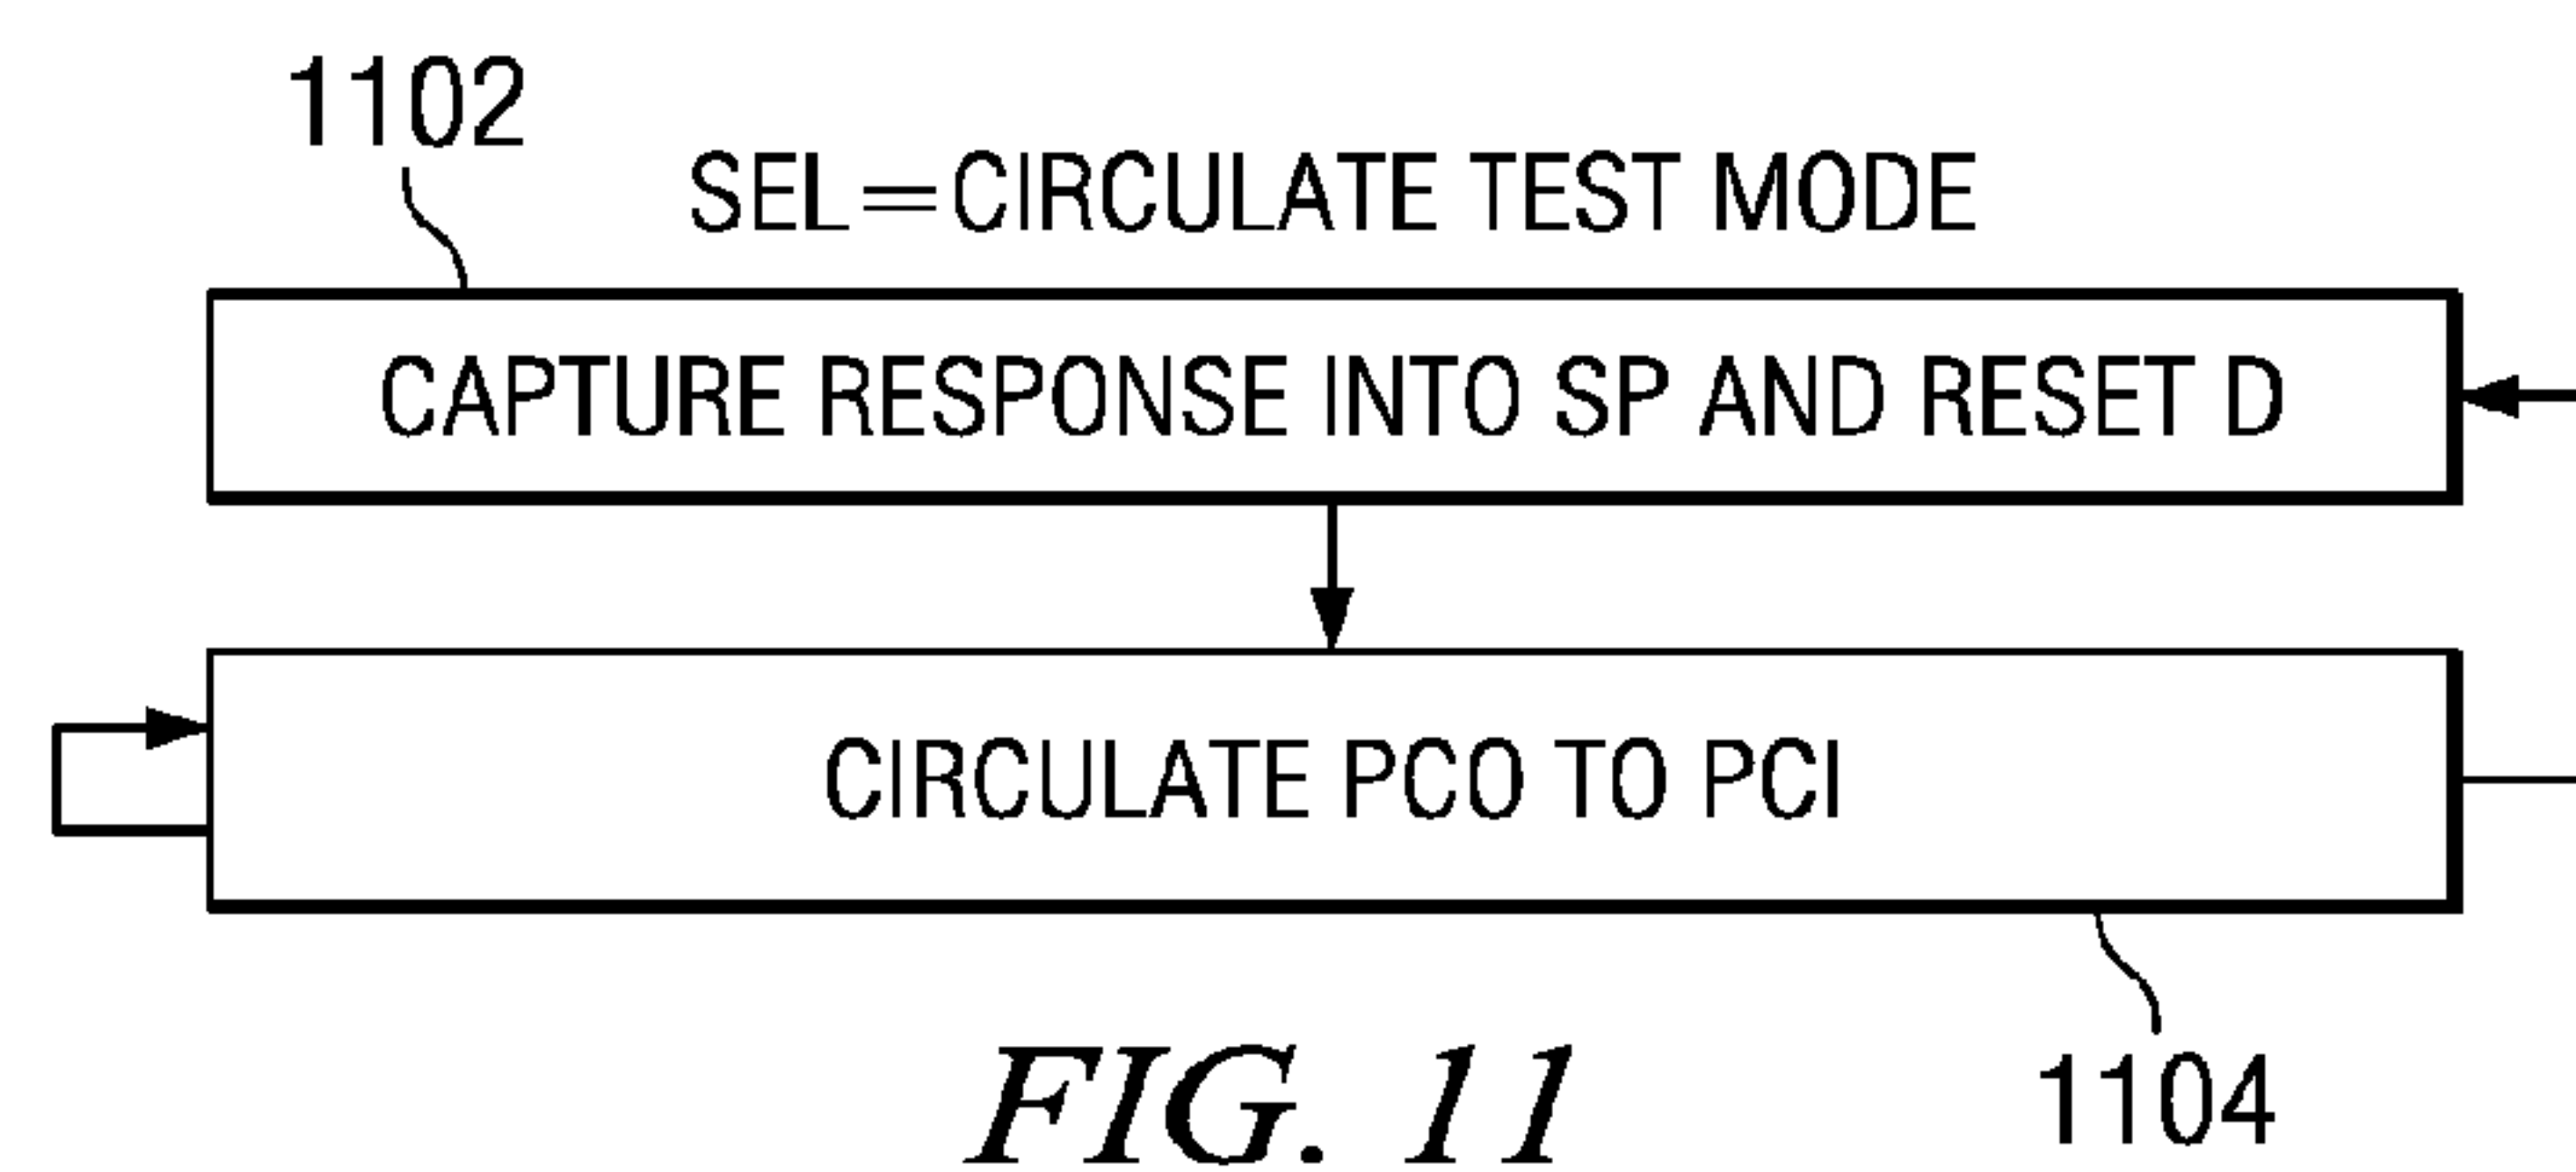 1102
SEL=CIRCULATE TEST MODE
CAPTURE RESPONSE INTO SP AND RESET D
CIRCULATE PCO TO PCI
1104
FIG. 11